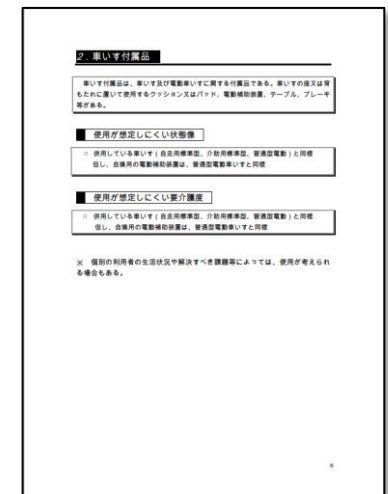 2．車いす付属品
車いす付属品は、車いす及び電動車いすに関する付属品である。車いすの座又は背
もたれに置いて使用するクッション又はパッド、電動補助装置、テーブル、ブレーキ
等がある。
使用が想定しにくい状態像
□ 併用している車いす(自走用標準型、介助用標準型、普通型電動)と同様
但し、自操用の電動補助装置は、普通型電動車いすと同様
使用が想定しにくい要介護度
□ 併用している車いす(自走用標準型、介助用標準型、普通型電動)と同様
但し、自操用の電動補助装置は、普通型電動車いすと同様
※ 個別の利用者の生活状況や解決すべき課題等によっては、使用が考えられ
る場合もある。
8